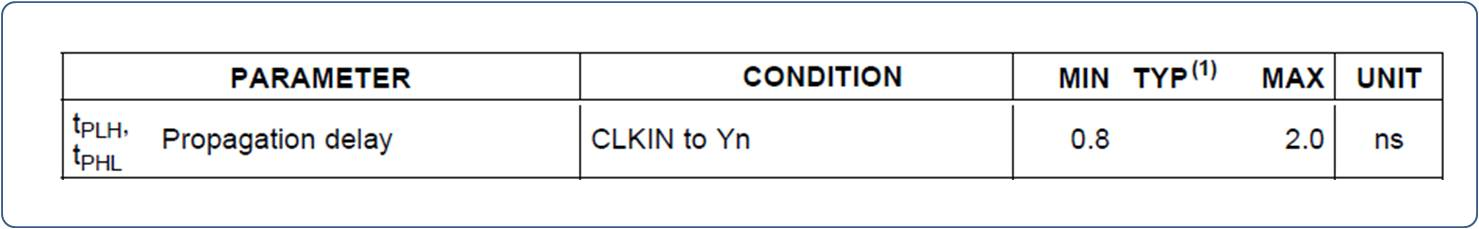 PARAMETER CONDITION MIN TYP(1) MAX UNIT
tPLH, tPHL Propagation delay CLKIN to Yn 0.8 2.0 ns